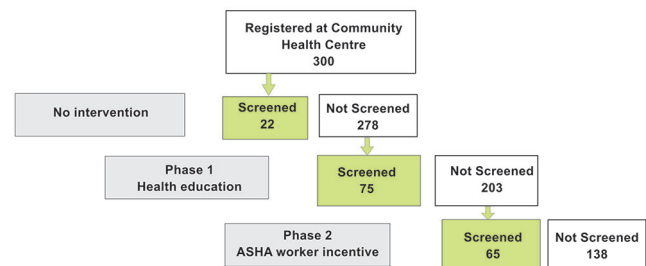 Registered at Community
Health Centre
300
No intervention
Screened
22
Not Screened
278
Phase 1
Health education
Screened
75
Not Screened
203
Phase 2
ASHA worker incentive
Screened
65
Not Screened
138